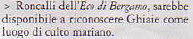 > Roncalli dell'Eco di Bergamo, sarebbe
disponibile a riconoscere Ghiaie come
luogo di culto mariano.